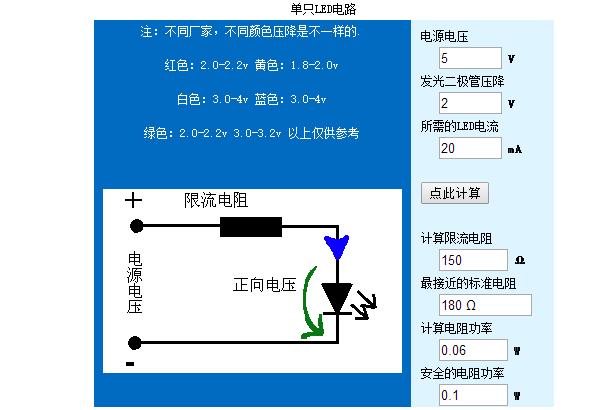 单只LED电路
注：不同厂家，不同颜色压降是不一样的.
红色：2.0-2.2v 黄色：1.8-2.0v
白色：3.0-4v 蓝色：3.0-4v
绿色：2.0-2.2v 3.0-3.2v 以上仅供参考
+
限流电阻
电源电压
正向电压
-
电源电压
5 V
发光二极管压降
2 V
所需的LED电流
20 mA
点此计算
计算限流电阻
150 Ω
最接近的标准电阻
180 Ω
计算电阻功率
0.06 W
安全的电阻功率
0.1 W